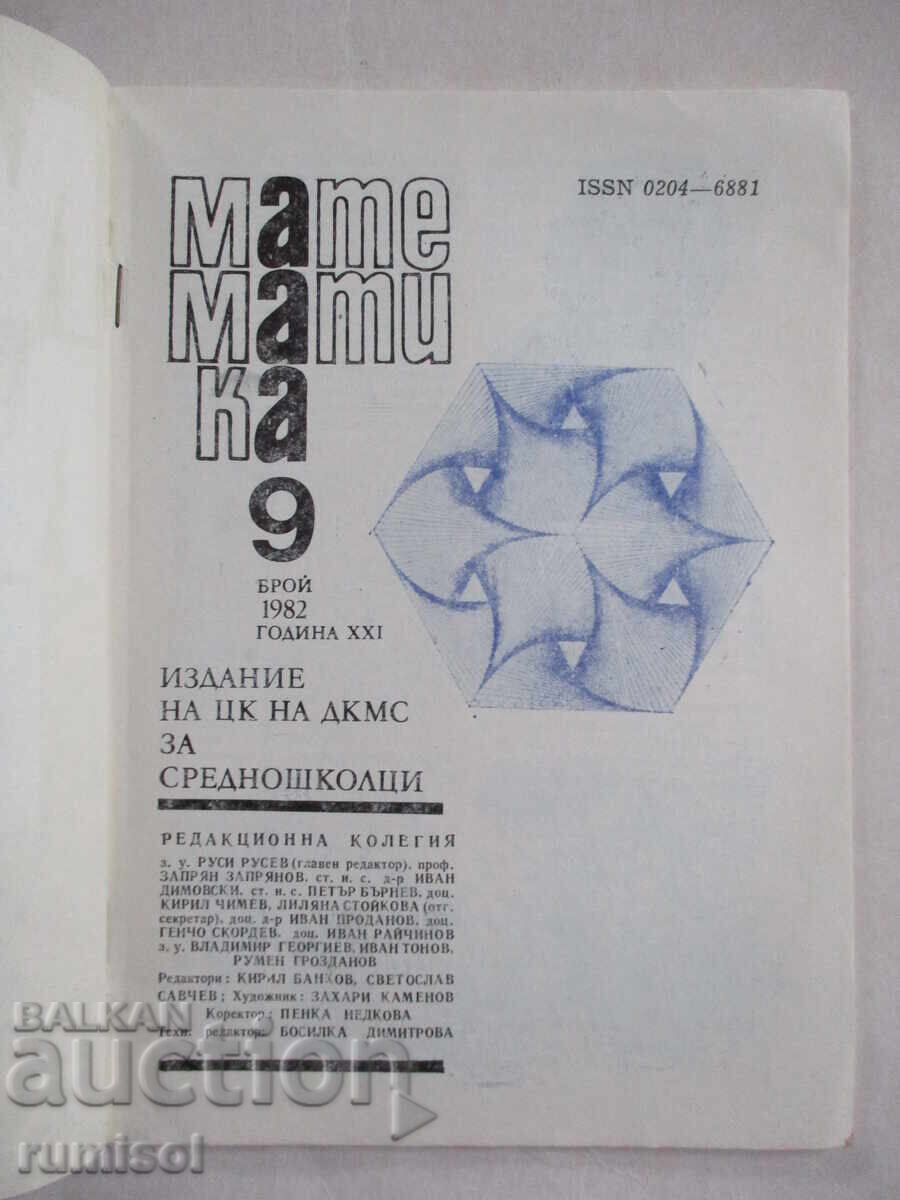 мате
мати
ка
ISSN 0204—6881
9
БРОЙ
1982
ГОДИНА XXI
ИЗДАНИЕ
НА ЦК НА ДКМС
ЗА
СРЕДНОШКОЛЦИ
РЕДАКЦИОННА КОЛЕГИЯ
з. у. РУСИ РУСЕВ (главен редактор), проф.
ЗАПРЯН ЗАПРЯНОВ, ст. н. с. д-р ИВАН
ДИМОВСКИ, ст. н. с. ПЕТЪР БЪРНЕВ, доц.
КИРИЛ ЧИМЕВ, ЛИЛЯНА СТОЙКОВА (отг.
секретар), доц. д-р ИВАН ПРОДАНОВ, доц.
ГЕНЧО СКОРДЕВ, доц. ИВАН РАЙЧИНОВ
з. у. ВЛАДИМИР ГЕОРГИЕВ, ИВАН ТОНОВ,
РУМЕН ГРОЗДАНОВ
Редактори: КИРИЛ БАНКОВ, СВЕТОСЛАВ
САВЧЕВ; Художник: ЗАХАРИ КАМЕНОВ
Коректор: ПЕНКА НЕДКОВА
Техн. редактор: БОСИЛКА ДИМИТРОВА
BALKAN
auction
rumisol